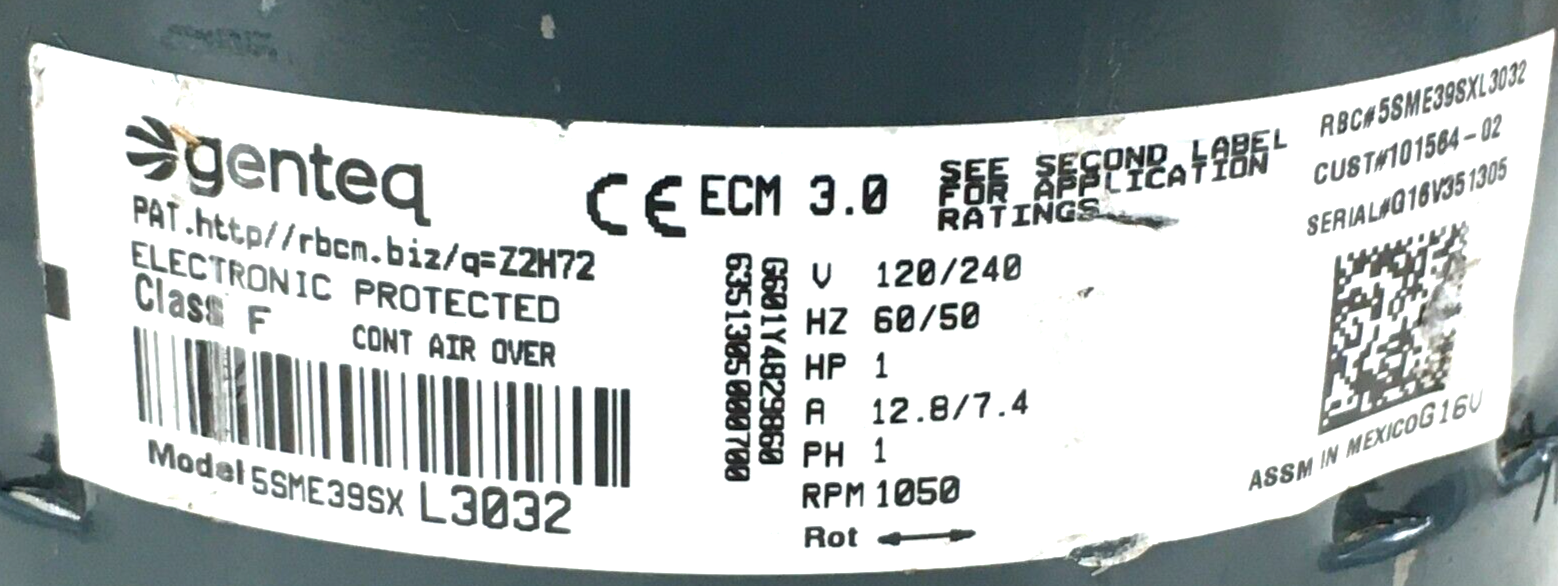 genteq
PAT.http//rbcm.biz/q=Z2H72
ELECTRONIC PROTECTED
Class F
CONT AIR OVER
Model 5SME39SX L3032
CE ECM 3.0
SEE SECOND LABEL
FOR APPLICATION
RATINGS
G601Y4829860
6351305000700
V 120/240
HZ 60/50
HP 1
A 12.8/7.4
PH 1
RPM 1050
Rot
RBC#5SME39SXL3032
CUST#101564-02
SERIAL#G16V351305
ASSM IN MEXICO G16V